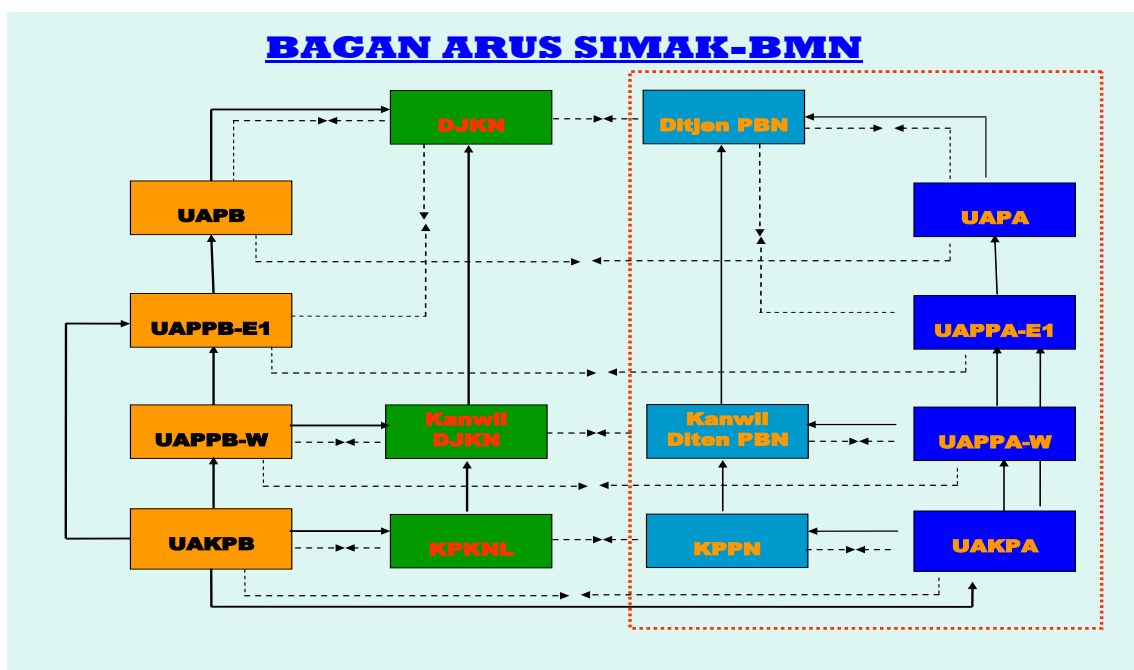 BAGAN ARUS SIMAK-BMN
DJKN
Ditjen PBN
UAPB
UAPA
UAPPB-E1
UAPPA-E1
UAPPB-W
Kanwil
DJKN
Kanwil
Diten PBN
UAPPA-W
UAKPB
KPKNL
KPPN
UAKPA